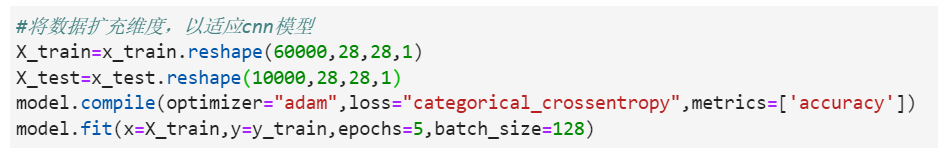 #将数据扩充维度，以适应cnn模型
X_train=x_train.reshape(60000,28,28,1)
X_test=x_test.reshape(10000,28,28,1)
model.compile(optimizer="adam",loss="categorical_crossentropy",metrics=['accuracy'])
model.fit(x=X_train,y=y_train,epochs=5,batch_size=128)